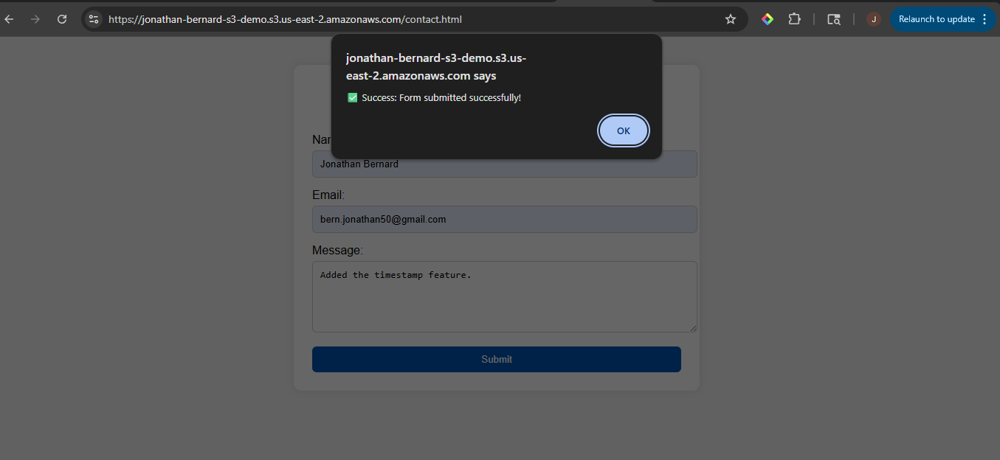 https://jonathan-bernard-s3-demo.s3.us-east-2.amazonaws.com/contact.html
J
Relaunch to update
jonathan-bernard-s3-demo.s3.us-
east-2.amazonaws.com says
✅ Success: Form submitted successfully!
OK
Jonathan Bernard
Email:
bern.jonathan50@gmail.com
Message:
Added the timestamp feature.
Submit